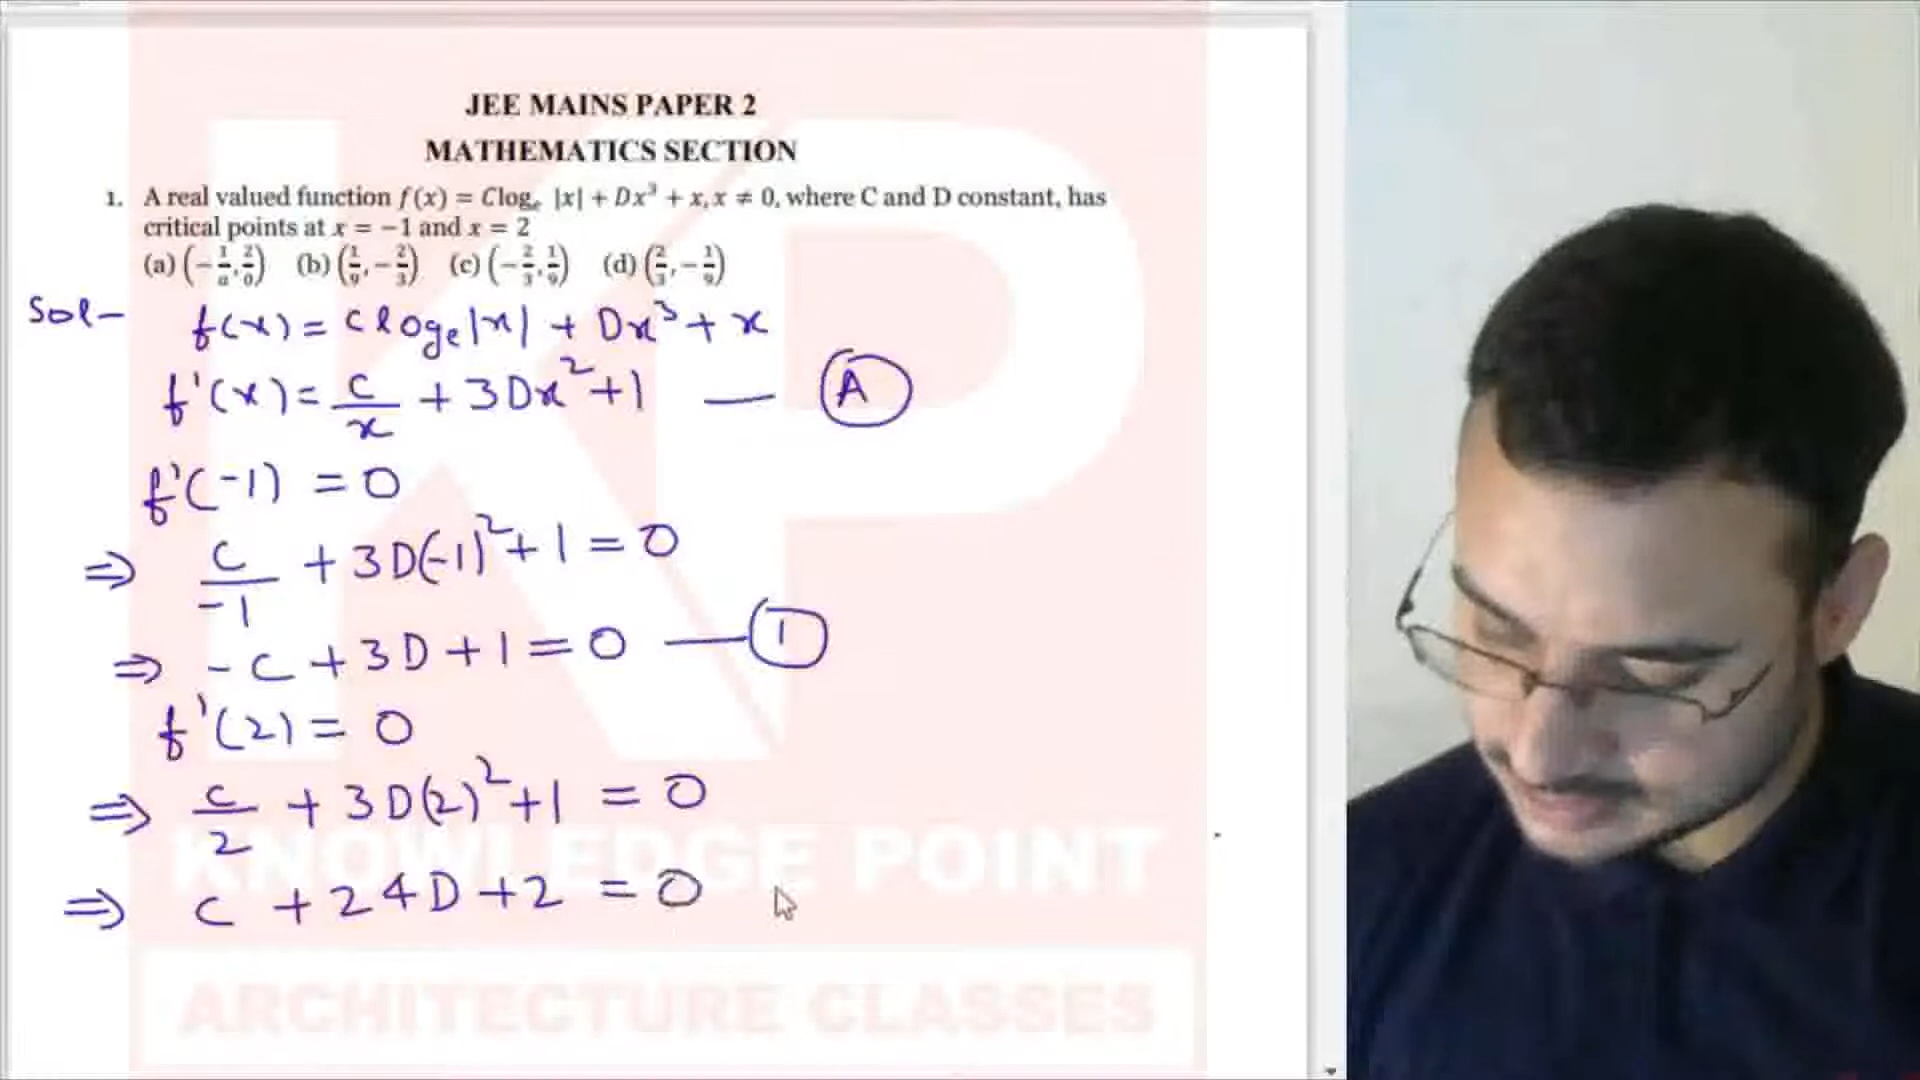 JEE MAINS PAPER 2
MATHEMATICS SECTION
1. A real valued function f(x) = Clogₑ |x| + Dx³ + x, x ≠ 0, where C and D constant, has
critical points at x = −1 and x = 2
(b) (1/9, −2/3) (c) (−2/3, 1/9) (d) (2/3, −1/9)
Sol – f(x) = c logₑ|x| + Dx³ + x
f'(x) = c/x + 3Dx² + 1 — Ⓐ
f'(-1) = 0
⇒ c/-1 + 3D(-1)² + 1 = 0
⇒ -c + 3D + 1 = 0 — ①
f'(2) = 0
⇒ c/2 + 3D(2)² + 1 = 0
⇒ c + 24D + 2 = 0
KP
KNOWLEDGE POINT
ARCHITECTURE CLASSES